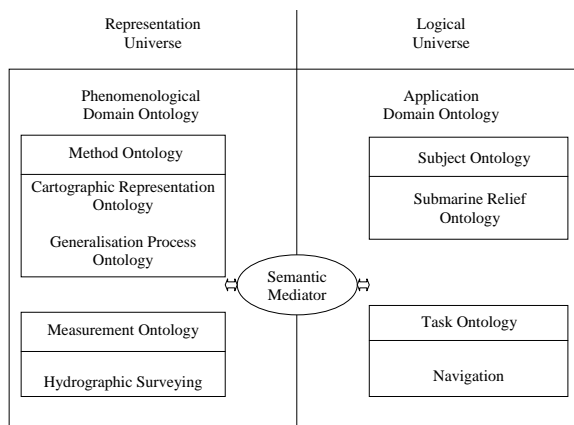 Representation
Universe
Logical
Universe
Phenomenological
Domain Ontology
Application
Domain Ontology
Method Ontology
Cartographic Representation
Ontology
Generalisation Process
Ontology
Subject Ontology
Submarine Relief
Ontology
Semantic
Mediator
Measurement Ontology
Hydrographic Surveying
Task Ontology
Navigation